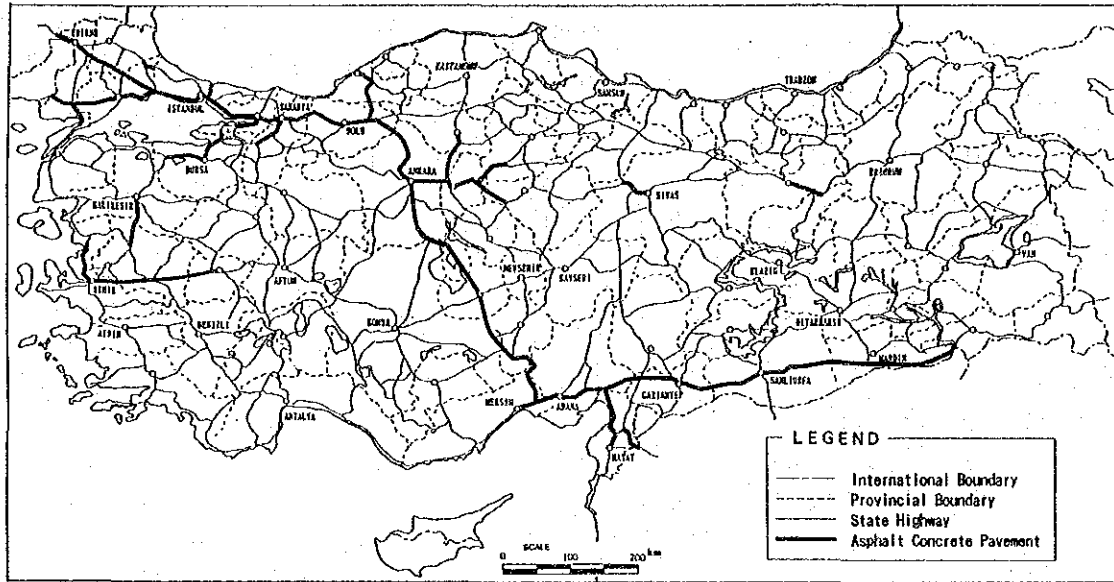 EDIRNE
KASTAMONU
TRABZON
ISTANBUL
SAKARYA
SAMSUN
BOLU
BURSA
ANKARA
ERZURUM
SIVAS
BALIKESIR
VAN
ELAZIG
NEVSEHIR
KAYSERI
IZMIR
AFYON
KONYA
DIYARBAKIR
AYDIN
DENIZLI
MARDIN
SANLIURFA
GAZIANTEP
MERSIN
ADANA
ANTALYA
HATAY
LEGEND
International Boundary
Provincial Boundary
State Highway
Asphalt Concrete Pavement
SCALE
0 100 200 km